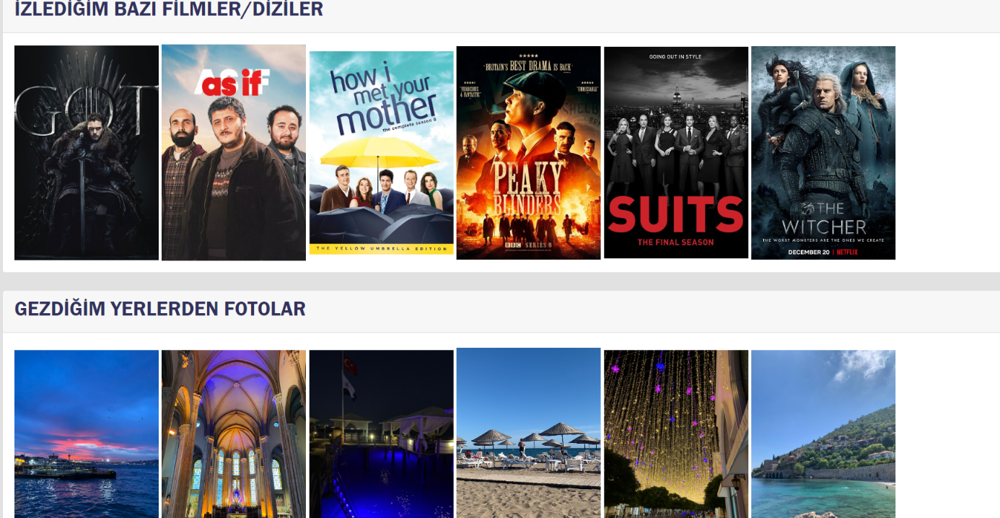 İZLEDİĞİM BAZI FİLMLER/DİZİLER
GOT
AS IF
as if
how i
met your
mother
the complete season 8
THE YELLOW UMBRELLA EDITION
★★★★★
"BRITAIN'S BEST DRAMA IS BACK"
★★★★★
"FEROCIOUS
& FANTASTIC"
★★★★★
"UNMISSABLE"
PEAKY
BLINDERS
BBC SERIES 6
GOING OUT IN STYLE
SUITS
THE FINAL SEASON
THE
WITCHER
THE WORST MONSTERS ARE THE ONES WE CREATE
DECEMBER 20 | NETFLIX
GEZDİĞİM YERLERDEN FOTOLAR